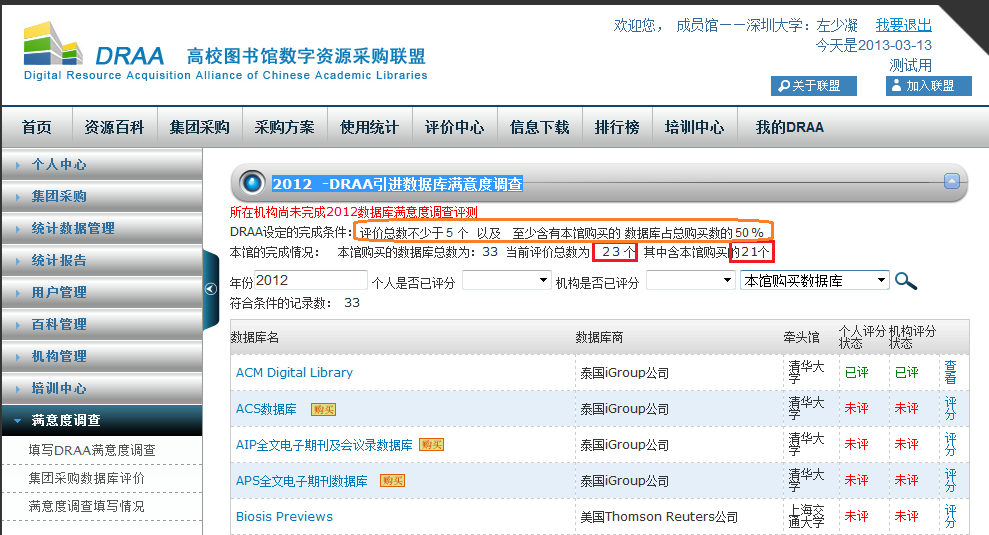 欢迎您， 成员馆－－深圳大学：左少凝 我要退出
今天是2013-03-13
测试用
DRAA 高校图书馆数字资源采购联盟
Digital Resource Acquisition Alliance of Chinese Academic Libraries
关于联盟 加入联盟
首页 资源百科 集团采购 采购方案 使用统计 评价中心 信息下载 排行榜 培训中心 我的DRAA
个人中心
集团采购
统计数据管理
统计报告
用户管理
百科管理
机构管理
培训中心
满意度调查
填写DRAA满意度调查
集团采购数据库评价
满意度调查填写情况
2012 -DRAA引进数据库满意度调查
所在机构尚未完成2012数据库满意度调查评测
DRAA设定的完成条件： 评价总数不少于５个 以及 至少含有本馆购买的 数据库占总购买数的50％
本馆的完成情况： 本馆购买的数据库总数为：33 当前评价总数为 ２３个 其中含本馆购买的21个
年份 2012 个人是否已评分 机构是否已评分 本馆购买数据库
符合条件的记录数： 33
数据库名 数据库商 牵头馆 个人评分状态 机构评分状态
ACM Digital Library 泰国iGroup公司 清华大学 已评 已评 查看
ACS数据库 购买 泰国iGroup公司 清华大学 未评 未评 评分
AIP全文电子期刊及会议录数据库 购买 泰国iGroup公司 清华大学 未评 未评 评分
APS全文电子期刊数据库 购买 泰国iGroup公司 清华大学 未评 未评 评分
Biosis Previews 美国Thomson Reuters公司 上海交通大学 未评 未评 评分